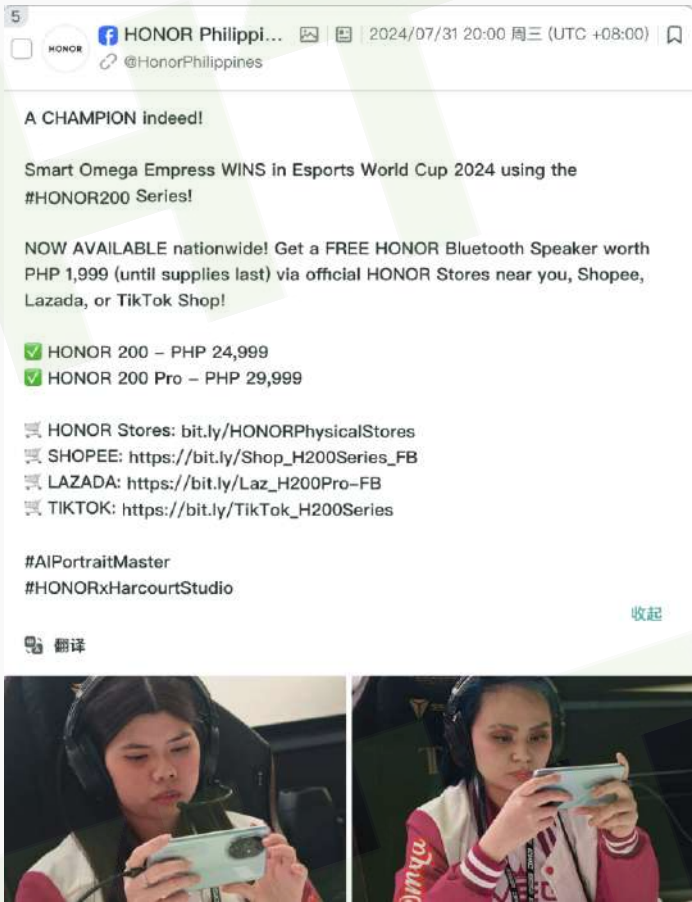 5
HONOR
HONOR Philippi... 2024/07/31 20:00 周三 (UTC +08:00)
@HonorPhilippines
A CHAMPION indeed!
Smart Omega Empress WINS in Esports World Cup 2024 using the
#HONOR200 Series!
NOW AVAILABLE nationwide! Get a FREE HONOR Bluetooth Speaker worth
PHP 1,999 (until supplies last) via official HONOR Stores near you, Shopee,
Lazada, or TikTok Shop!
✅ HONOR 200 – PHP 24,999
✅ HONOR 200 Pro – PHP 29,999
🛒 HONOR Stores: bit.ly/HONORPhysicalStores
🛒 SHOPEE: https://bit.ly/Shop_H200Series_FB
🛒 LAZADA: https://bit.ly/Laz_H200Pro-FB
🛒 TIKTOK: https://bit.ly/TikTok_H200Series
#AIPortraitMaster
#HONORxHarcourtStudio
收起
翻译